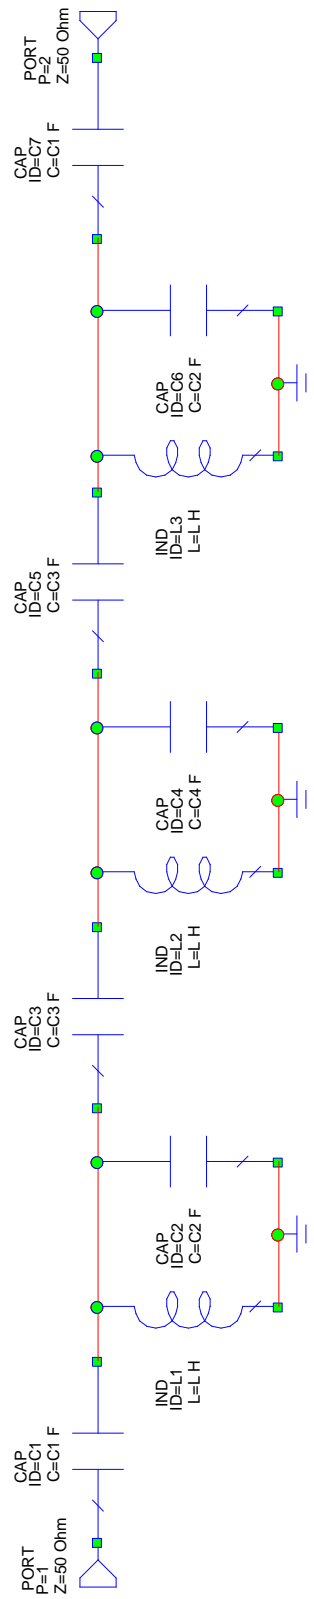 PORT
P=1
Z=50 Ohm
CAP
ID=C1
C=C1 F
IND
ID=L1
L=L H
CAP
ID=C2
C=C2 F
CAP
ID=C3
C=C3 F
IND
ID=L2
L=L H
CAP
ID=C4
C=C4 F
CAP
ID=C5
C=C3 F
IND
ID=L3
L=L H
CAP
ID=C6
C=C2 F
CAP
ID=C7
C=C1 F
PORT
P=2
Z=50 Ohm